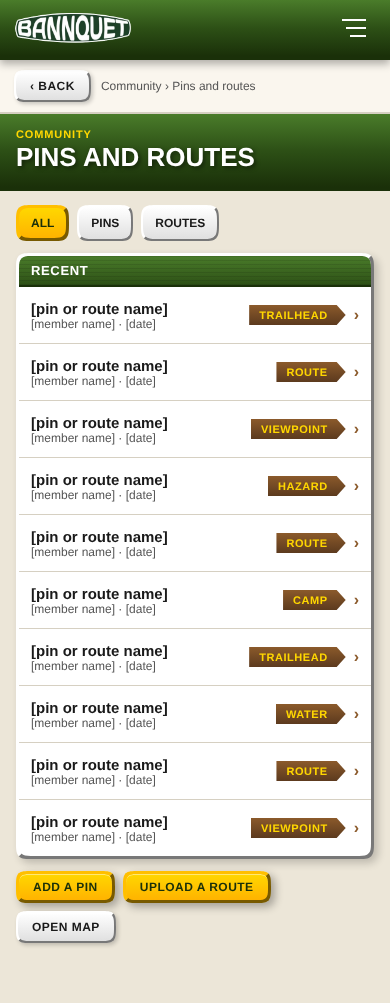 BANNQUET
‹ BACK Community › Pins and routes
COMMUNITY
PINS AND ROUTES
ALL PINS ROUTES
RECENT
[pin or route name]
[member name] · [date]
TRAILHEAD ›
[pin or route name]
[member name] · [date]
ROUTE ›
[pin or route name]
[member name] · [date]
VIEWPOINT ›
[pin or route name]
[member name] · [date]
HAZARD ›
[pin or route name]
[member name] · [date]
ROUTE ›
[pin or route name]
[member name] · [date]
CAMP ›
[pin or route name]
[member name] · [date]
TRAILHEAD ›
[pin or route name]
[member name] · [date]
WATER ›
[pin or route name]
[member name] · [date]
ROUTE ›
[pin or route name]
[member name] · [date]
VIEWPOINT ›
ADD A PIN UPLOAD A ROUTE
OPEN MAP